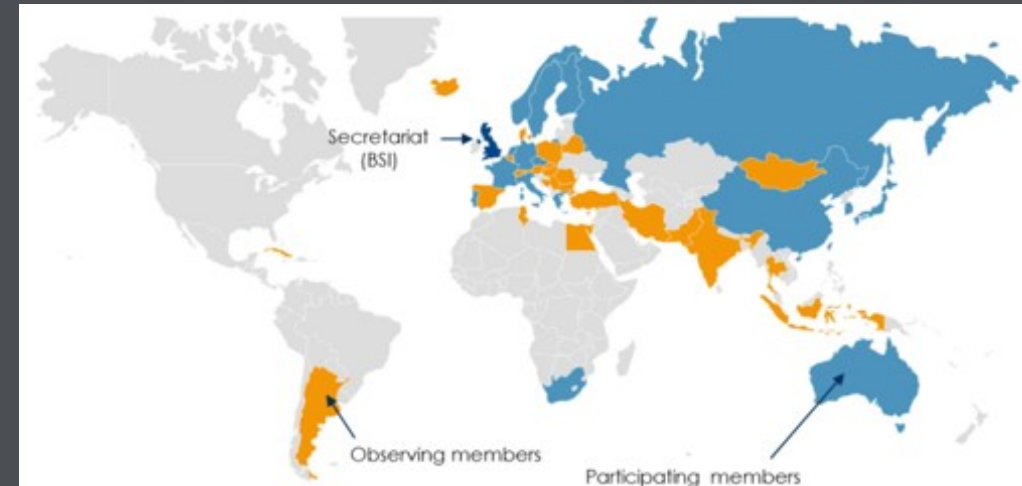 Secretariat
(BSI)
Observing members
Participating members